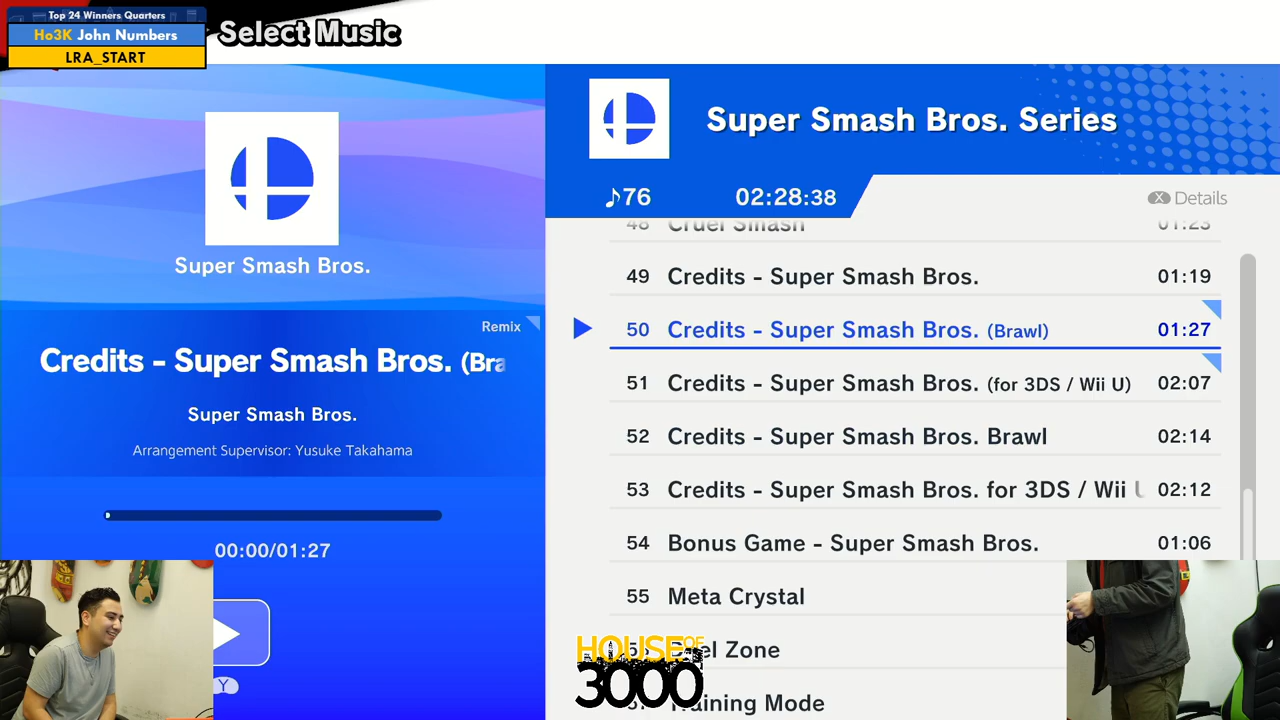 Top 24 Winners Quarters
Ho3K John Numbers
LRA_START
Select Music
Super Smash Bros.
Remix
Credits - Super Smash Bros. (Bra
Super Smash Bros.
Arrangement Supervisor: Yusuke Takahama
00:00/01:27
Y
Super Smash Bros. Series
♪76 02:28:38
X Details
48 Cruel Smash 01:23
49 Credits - Super Smash Bros. 01:19
50 Credits - Super Smash Bros. (Brawl) 01:27
51 Credits - Super Smash Bros. (for 3DS / Wii U) 02:07
52 Credits - Super Smash Bros. Brawl 02:14
53 Credits - Super Smash Bros. for 3DS / Wii U 02:12
54 Bonus Game - Super Smash Bros. 01:06
55 Meta Crystal
Zone
Training Mode
HOUSE OF
3000